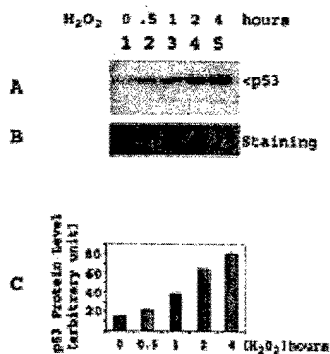 H₂O₂ 0 .5 1 2 4 hours
1 2 3 4 5
A <p53
B Staining
C
p53 Protein Level
(arbitrary unit)
80
60
40
20
0 0.5 1 2 4 [H₂O₂]hours